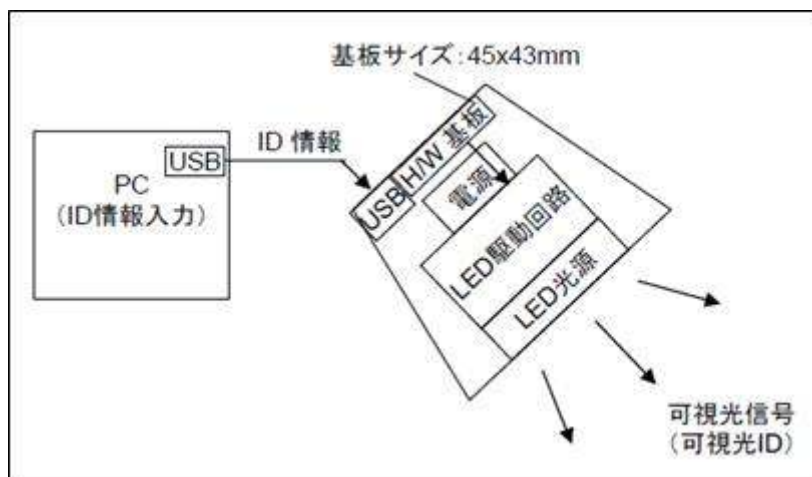 基板サイズ:45x43mm
USB
ID 情報
PC
(ID情報入力)
USB
H/W 基板
電源
LED駆動回路
LED光源
可視光信号
(可視光ID)